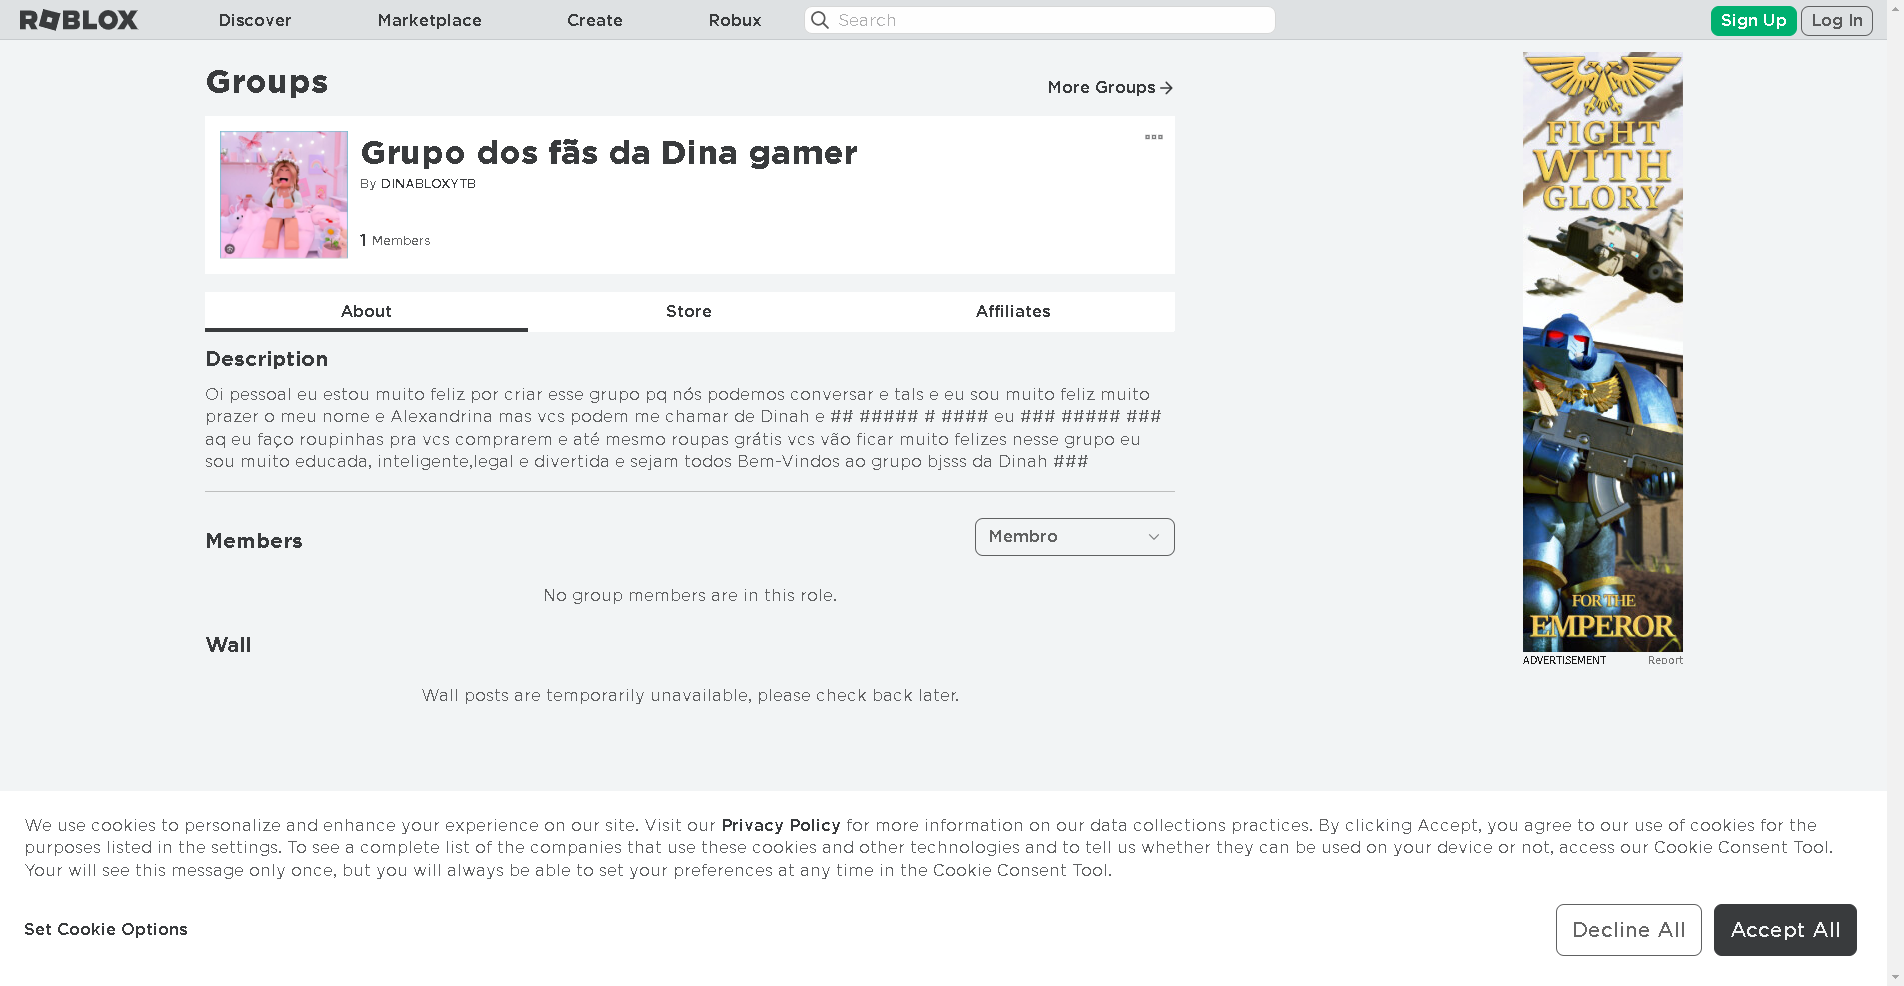 ROBLOX
Discover
Marketplace
Create
Robux
Search
Sign Up
Log In
Groups
More Groups
Grupo dos fãs da Dina gamer
By DINABLOXYTB
1 Members
About
Store
Affiliates
Description
Oi pessoal eu estou muito feliz por criar esse grupo pq nós podemos conversar e tals e eu sou muito feliz muito
prazer o meu nome e Alexandrina mas vcs podem me chamar de Dinah e ## ##### # #### eu ### ##### ###
aq eu faço roupinhas pra vcs comprarem e até mesmo roupas grátis vcs vão ficar muito felizes nesse grupo eu
sou muito educada, inteligente,legal e divertida e sejam todos Bem-Vindos ao grupo bjsss da Dinah ###
Members
Membro
No group members are in this role.
Wall
Wall posts are temporarily unavailable, please check back later.
FIGHT
WITH
GLORY
FOR THE
EMPEROR
ADVERTISEMENT
Report
We use cookies to personalize and enhance your experience on our site. Visit our Privacy Policy for more information on our data collections practices. By clicking Accept, you agree to our use of cookies for the
purposes listed in the settings. To see a complete list of the companies that use these cookies and other technologies and to tell us whether they can be used on your device or not, access our Cookie Consent Tool.
Your will see this message only once, but you will always be able to set your preferences at any time in the Cookie Consent Tool.
Set Cookie Options
Decline All
Accept All